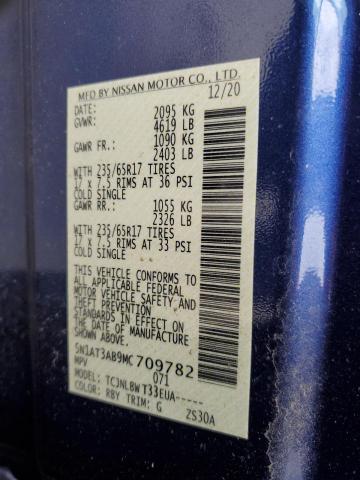 MFD BY NISSAN MOTOR CO., LTD.
12/20
DATE: 2095 KG
GVWR: 4619 LB
GAWR FR.: 1090 KG
2403 LB
WITH 235/65R17 TIRES
17 x 7.5 RIMS AT 36 PSI
COLD SINGLE
GAWR RR.: 1055 KG
2326 LB
WITH 235/65R17 TIRES
17 x 7.5 RIMS AT 33 PSI
COLD SINGLE
THIS VEHICLE CONFORMS TO
ALL APPLICABLE FEDERAL
MOTOR VEHICLE SAFETY AND
THEFT PREVENTION
STANDARDS IN EFFECT ON
THE DATE OF MANUFACTURE
SHOWN ABOVE.
5N1AT3AB9MC709782
MPV 071
MODEL: TCJNLBWT33EUA-----
COLOR: RBY TRIM: G ZS30A